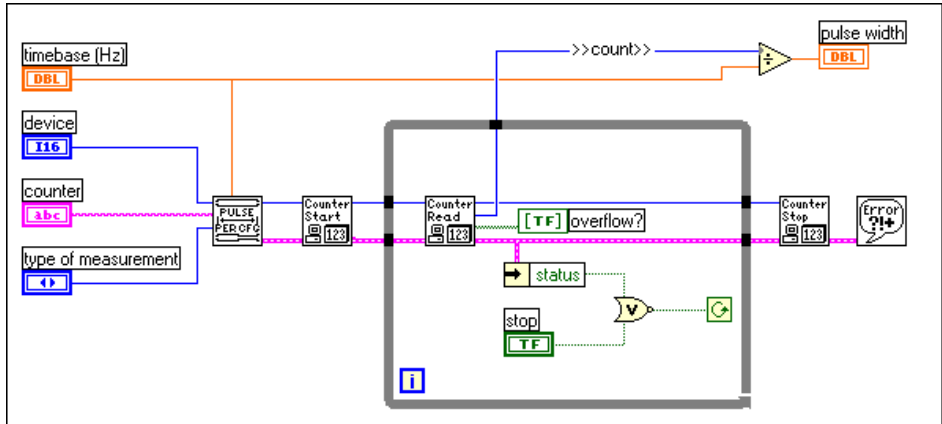 timebase (Hz)
DBL
device
I16
counter
abc
type of measurement
PULSE
PER CFG
Counter
Start
123
Counter
Read
123
>>count>>
÷
pulse width
DBL
[TF] overflow?
status
stop
TF
V
i
Counter
Stop
123
Error
?!+